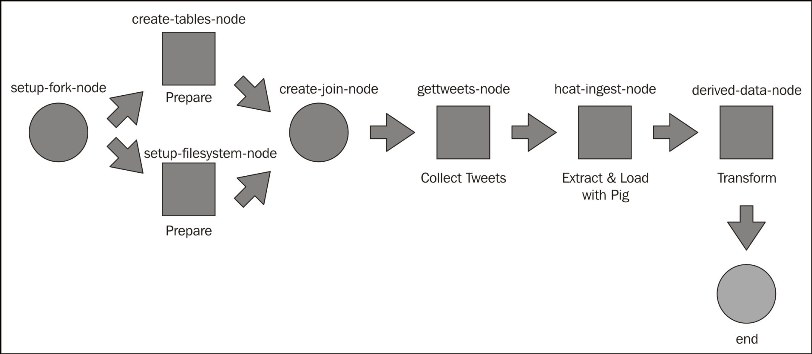 create-tables-node
Prepare
setup-fork-node
setup-filesystem-node
Prepare
create-join-node
gettweets-node
Collect Tweets
hcat-ingest-node
Extract & Load
with Pig
derived-data-node
Transform
end